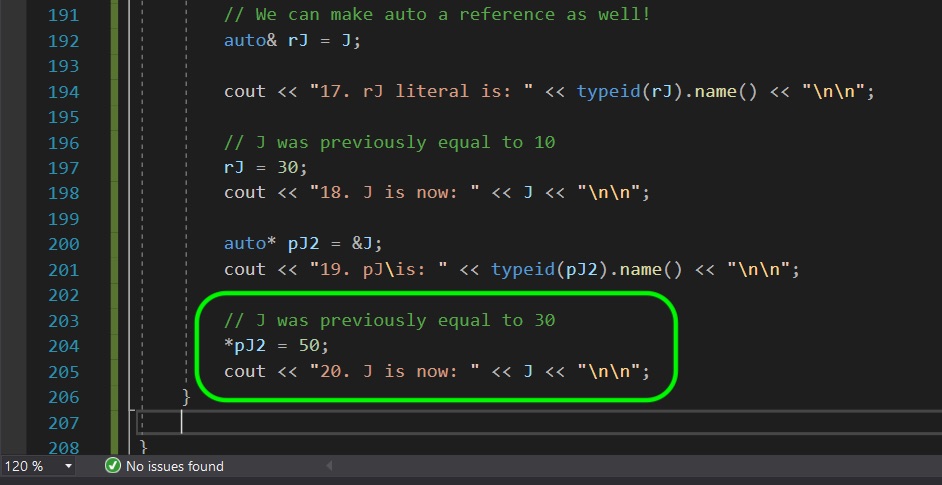 191 // We can make auto a reference as well!
192 auto& rJ = J;
193
194 cout << "17. rJ literal is: " << typeid(rJ).name() << "\n\n";
195
196 // J was previously equal to 10
197 rJ = 30;
198 cout << "18. J is now: " << J << "\n\n";
199
200 auto* pJ2 = &J;
201 cout << "19. pJ\is: " << typeid(pJ2).name() << "\n\n";
202
203 // J was previously equal to 30
204 *pJ2 = 50;
205 cout << "20. J is now: " << J << "\n\n";
206 }
207
208 }
120 % No issues found